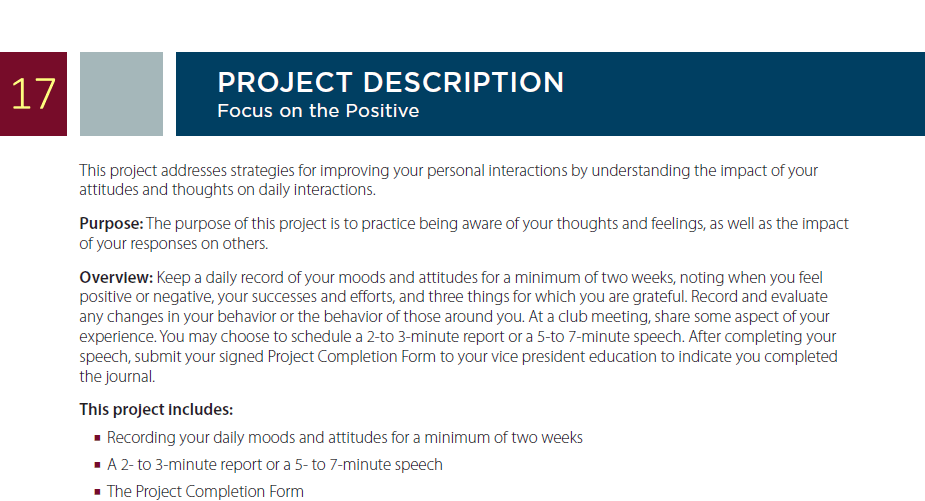 17
PROJECT DESCRIPTION
Focus on the Positive
This project addresses strategies for improving your personal interactions by understanding the impact of your
attitudes and thoughts on daily interactions.
Purpose: The purpose of this project is to practice being aware of your thoughts and feelings, as well as the impact
of your responses on others.
Overview: Keep a daily record of your moods and attitudes for a minimum of two weeks, noting when you feel
positive or negative, your successes and efforts, and three things for which you are grateful. Record and evaluate
any changes in your behavior or the behavior of those around you. At a club meeting, share some aspect of your
experience. You may choose to schedule a 2-to 3-minute report or a 5-to 7-minute speech. After completing your
speech, submit your signed Project Completion Form to your vice president education to indicate you completed
the journal.
This project includes:
▪ Recording your daily moods and attitudes for a minimum of two weeks
▪ A 2- to 3-minute report or a 5- to 7-minute speech
▪ The Project Completion Form